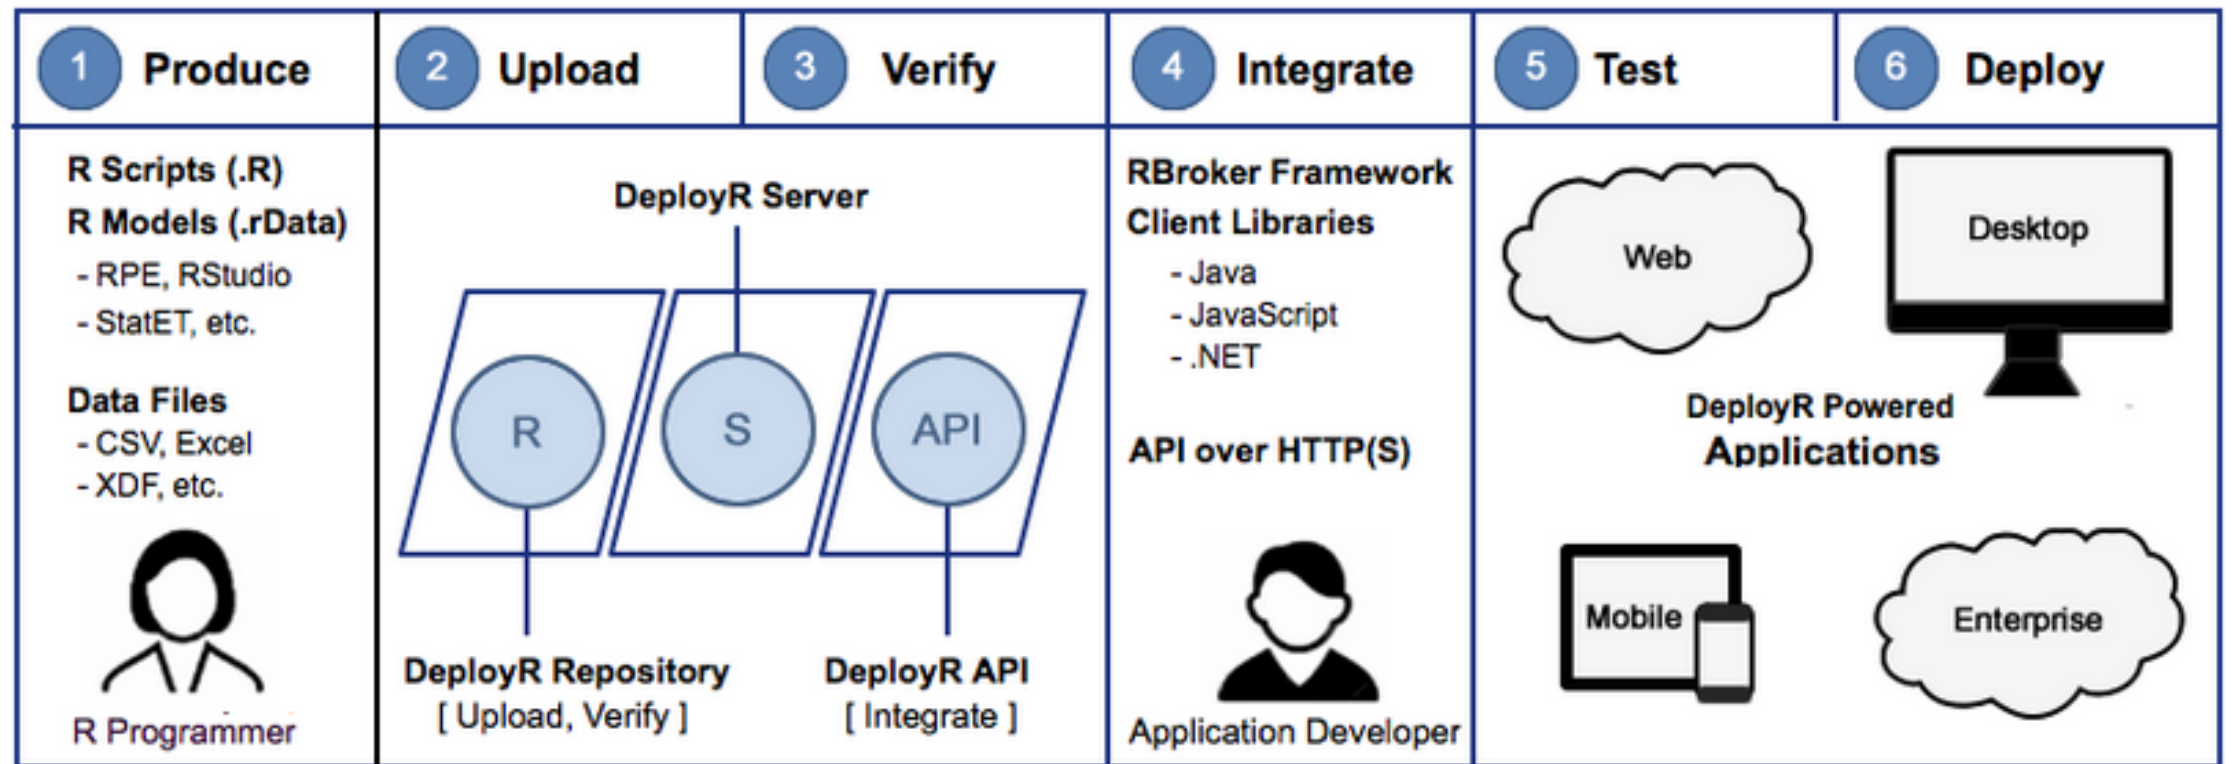 1 Produce
2 Upload
3 Verify
4 Integrate
5 Test
6 Deploy
R Scripts (.R)
R Models (.rData)
- RPE, RStudio
- StatET, etc.
Data Files
- CSV, Excel
- XDF, etc.
R Programmer
DeployR Server
R
S
API
DeployR Repository
[ Upload, Verify ]
DeployR API
[ Integrate ]
RBroker Framework
Client Libraries
- Java
- JavaScript
- .NET
API over HTTP(S)
Application Developer
Web
Desktop
DeployR Powered
Applications
Mobile
Enterprise